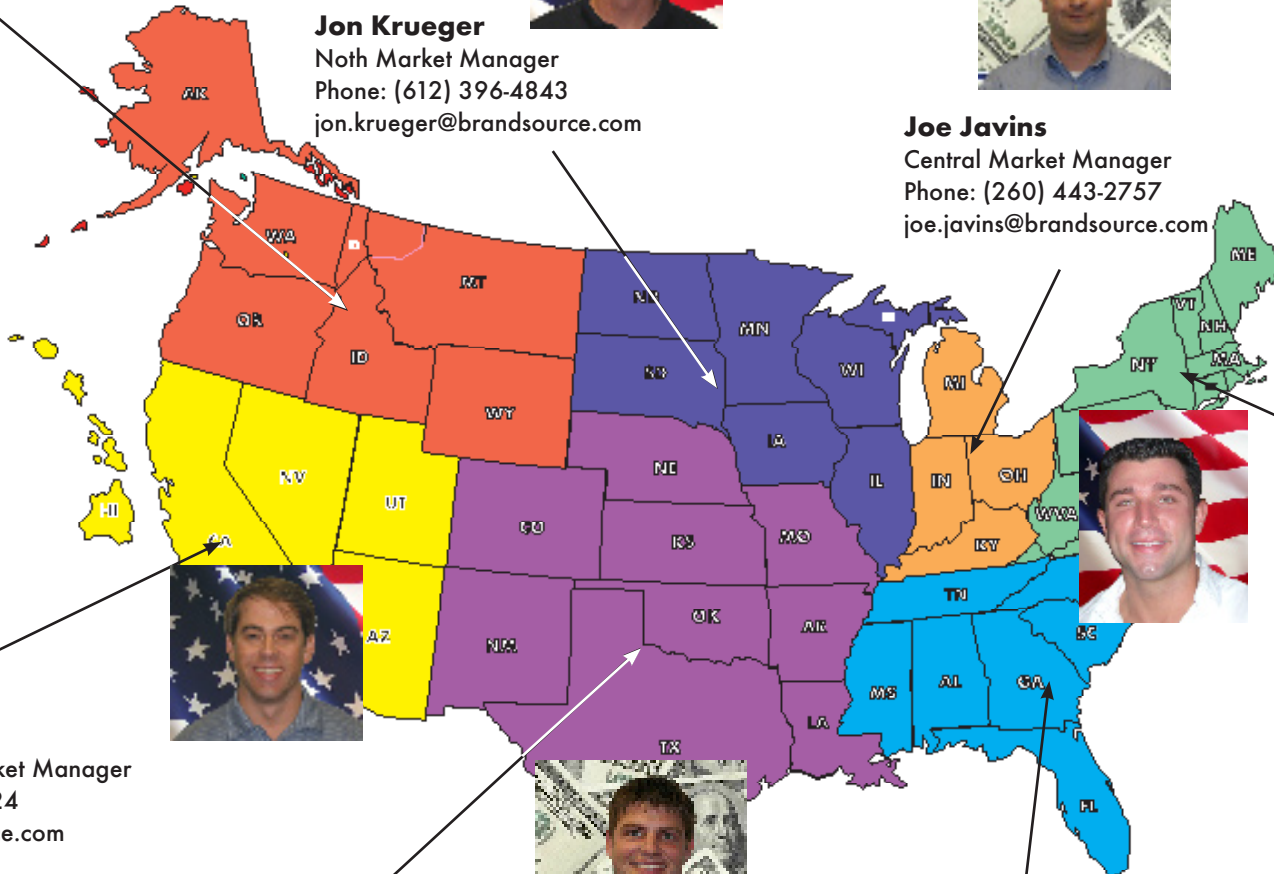 Jon Krueger
Noth Market Manager
Phone: (612) 396-4843
jon.krueger@brandsource.com
Joe Javins
Central Market Manager
Phone: (260) 443-2757
joe.javins@brandsource.com
AK
WA
MT
OR
ID
WY
ND
SD
MN
WI
IA
IL
MI
IN
OH
KY
ME
VT
NH
MA
NY
WVA
HI
CA
NV
UT
AZ
CO
NE
KS
MO
NM
OK
AR
TX
LA
TN
SC
MS
AL
GA
FL
ket Manager
24
e.com